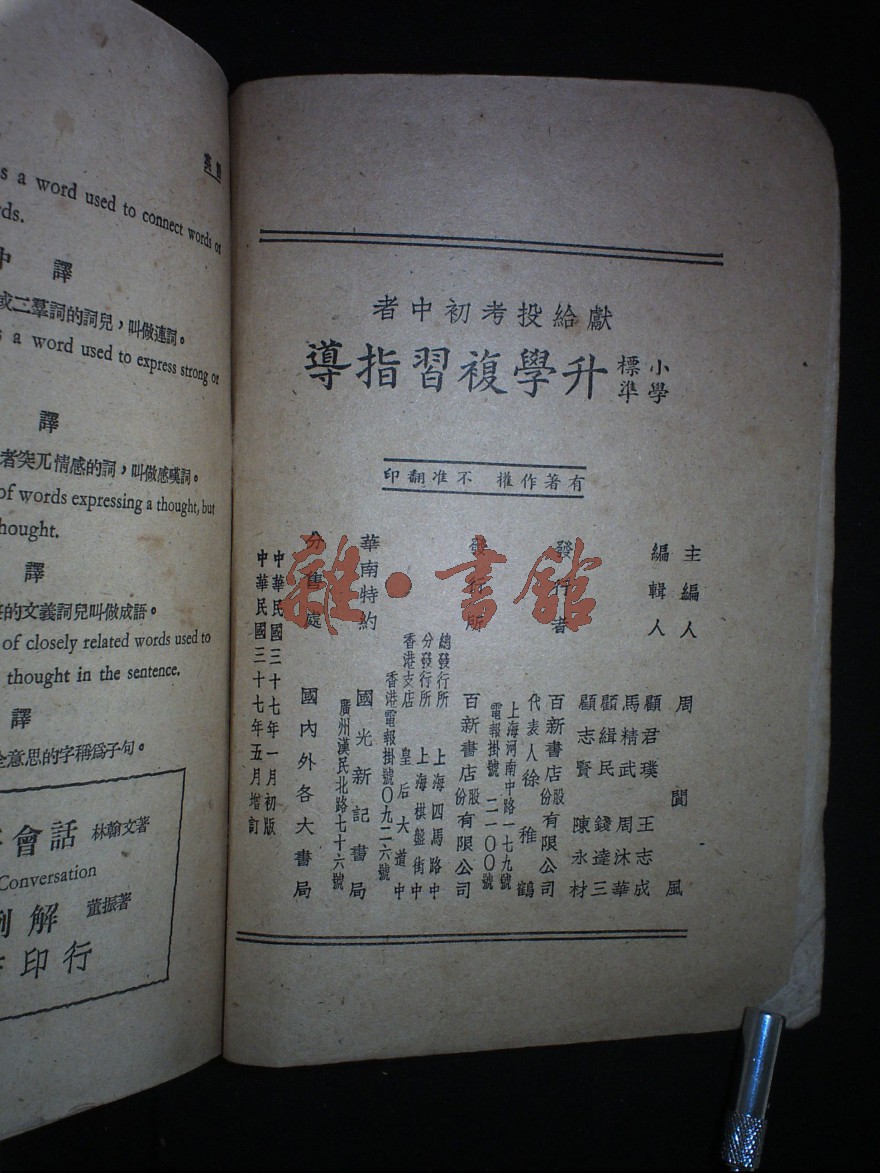 s a word used to connect words or
rds.
中 譯
或二羣詞的詞兒，叫做連詞。
s a word used to express strong or
譯
者突兀情感的詞，叫做感嘆詞。
of words expressing a thought, but
hought.
譯
的文義詞兒叫做成語。
of closely related words used to
thought in the sentence.
譯
全意思的字稱爲子句。
會話 林翰文著
Conversation
例解 董振著
印行
獻給投考初中者
小學標準 升學複習指導
有著作權 不准翻印
主編人 周閬風
編輯人 顧君璞 王志成
馬精武 周沐華
顧緝民 錢達三
顧志賢 陳永材
發行者 百新書店股份有限公司
代表人徐稚鶴
上海河南中路一七九號
電報掛號 二一〇〇號
發行所 百新書店股份有限公司
總發行所 上海四馬路中
分發行所 上海棋盤街中
香港支店 皇后大道中
香港電報掛號〇九二六號
華南特約 國光新記書局
廣州漢民北路七十六號
分售處 國內外各大書局
中華民國三十七年一月初版
中華民國三十七年五月增訂
雜·書館